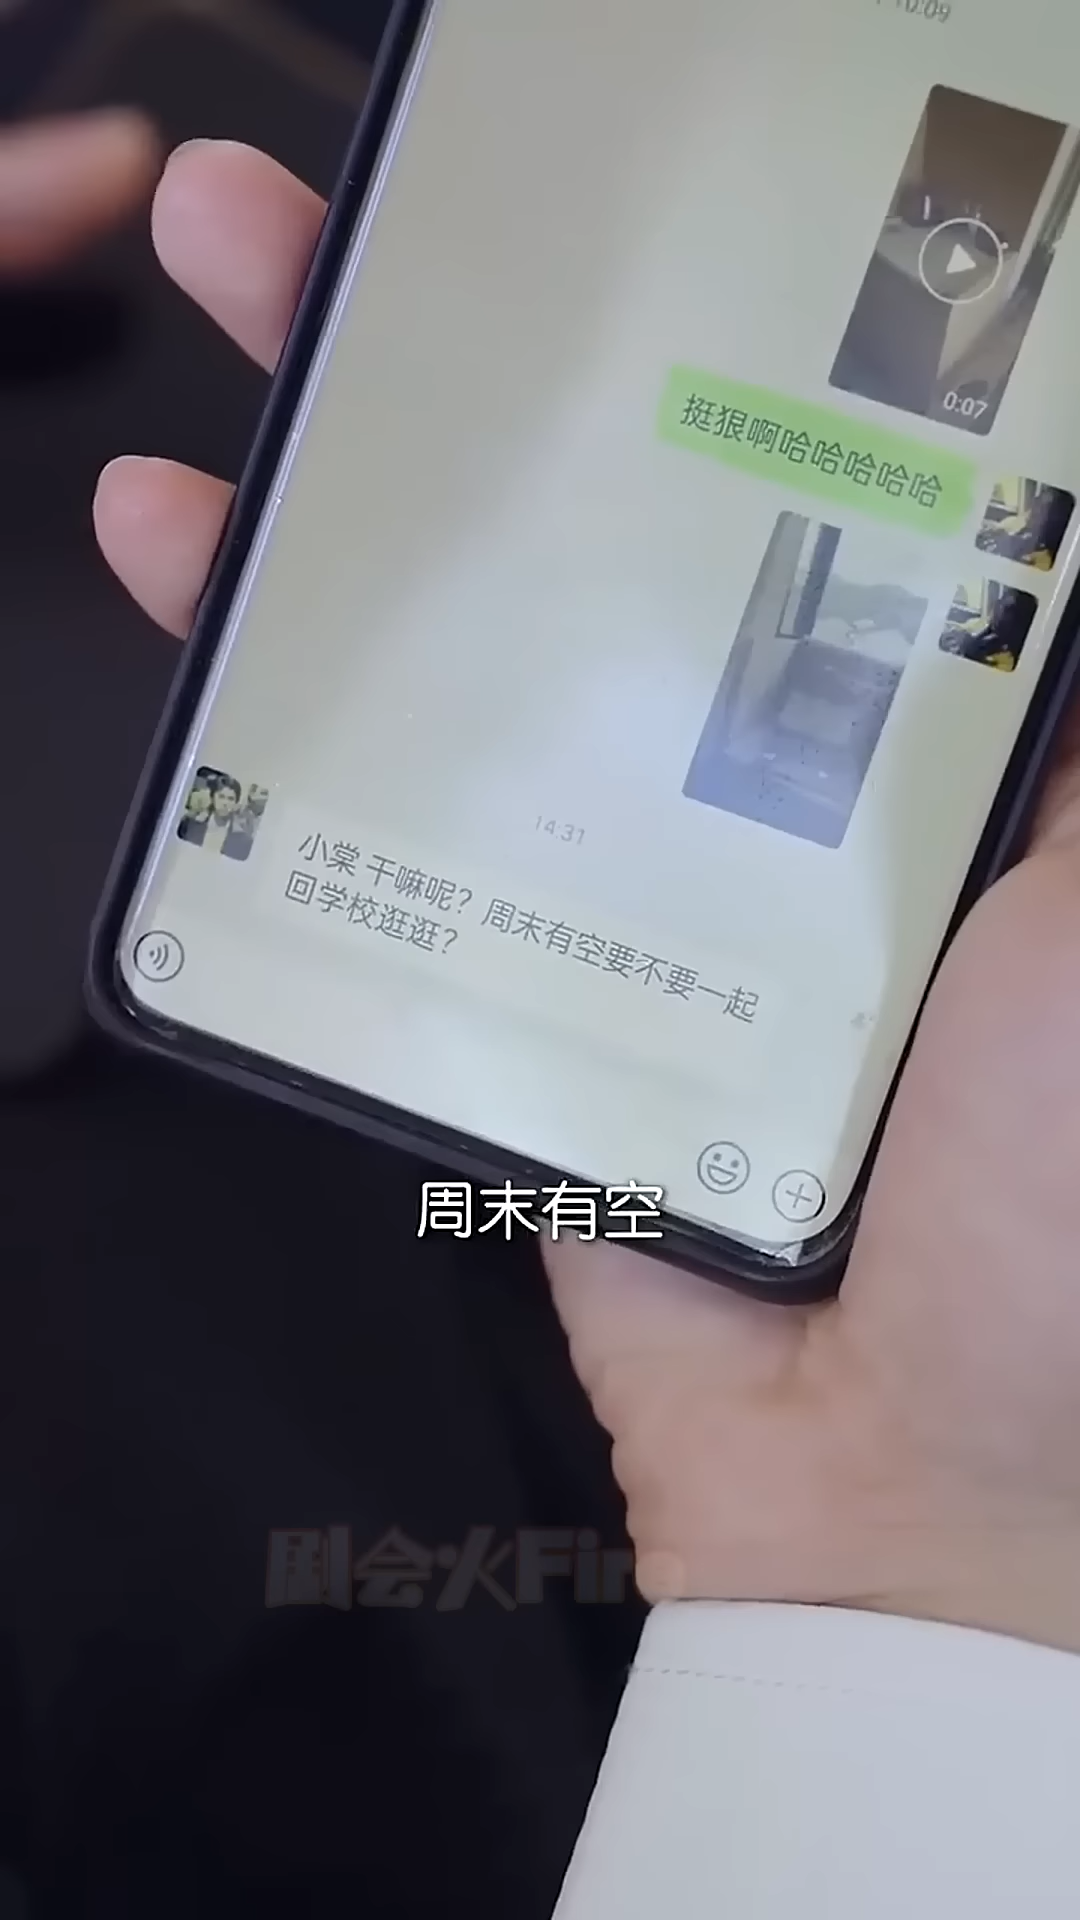 0:07
挺狠啊哈哈哈哈哈
14:31
小棠 干嘛呢？周末有空要不要一起
回学校逛逛？
周末有空
剧会火Fire